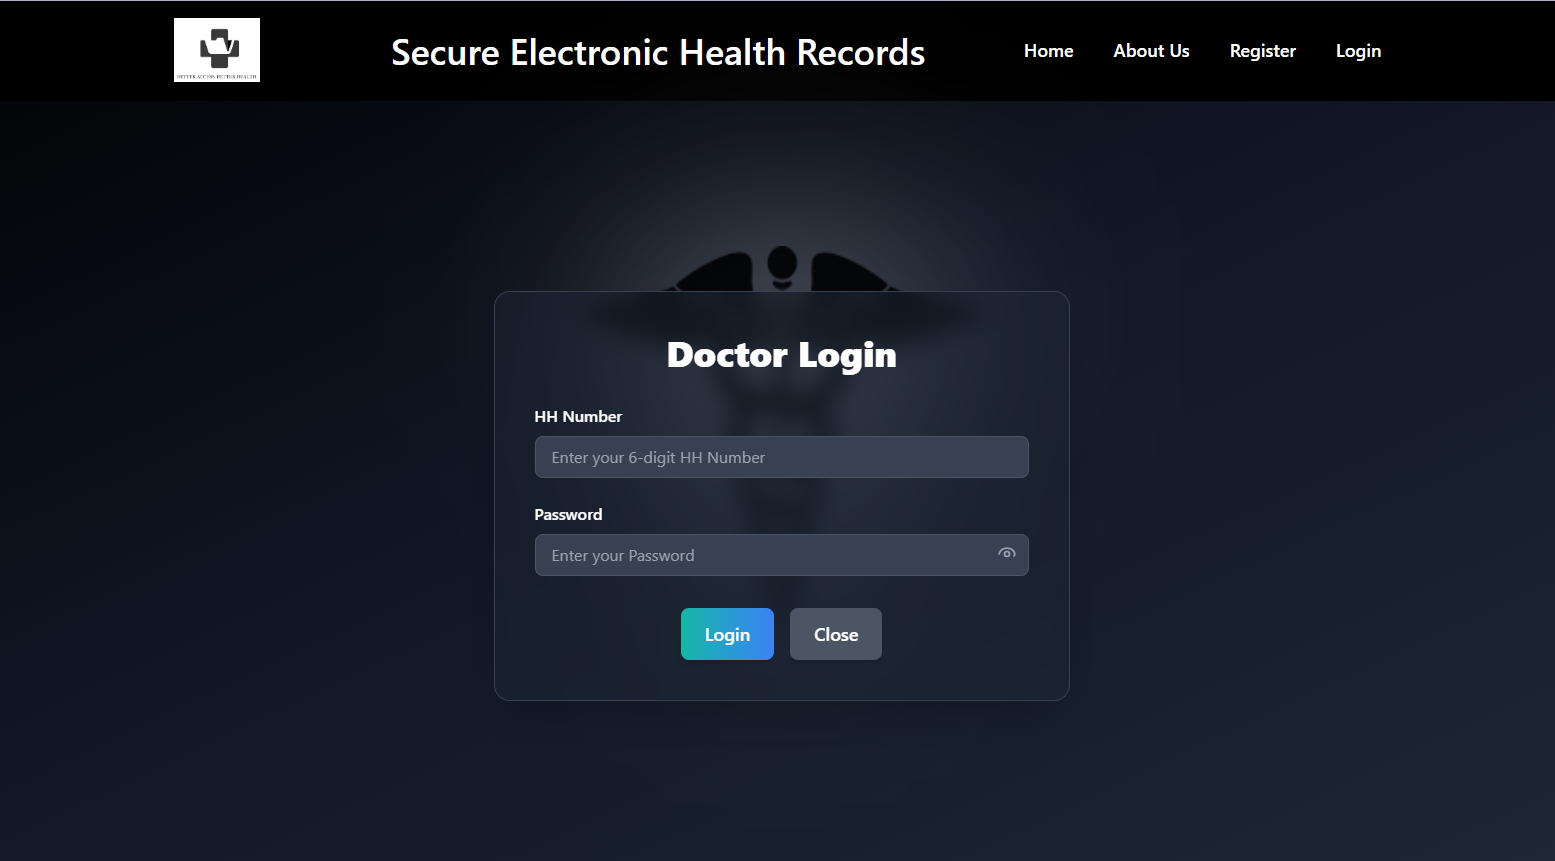 BETTER ACCESS BETTER HEALTH
Secure Electronic Health Records
Home
About Us
Register
Login
Doctor Login
HH Number
Enter your 6-digit HH Number
Password
Enter your Password
Login
Close